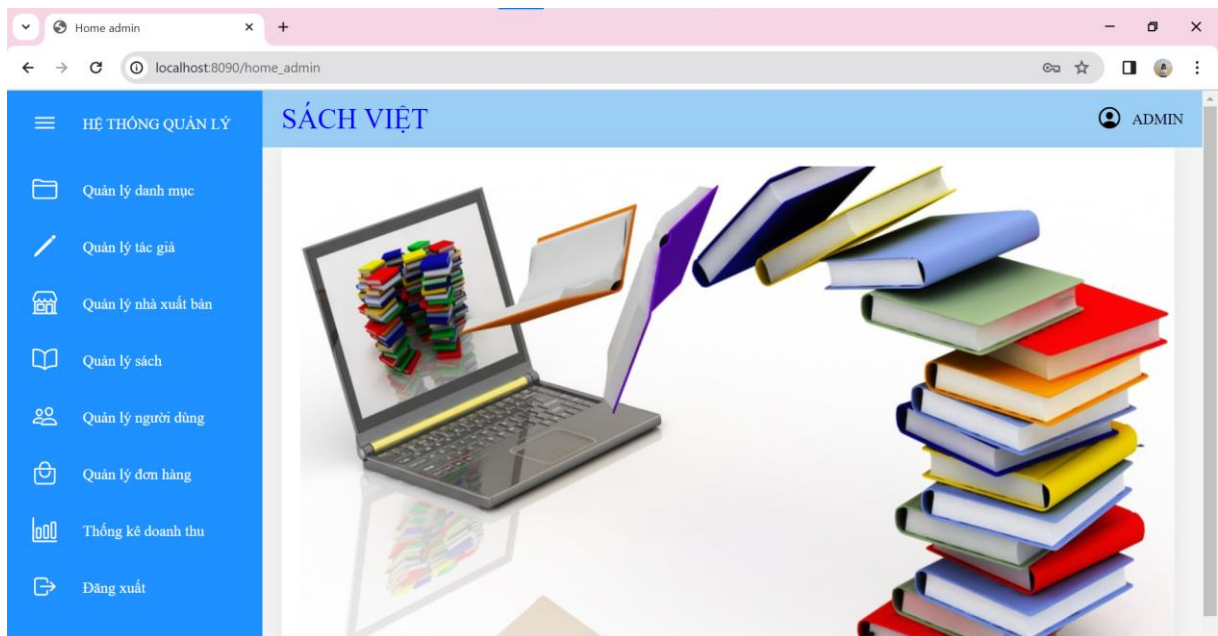 Home admin
localhost:8090/home_admin
HỆ THỐNG QUẢN LÝ
SÁCH VIỆT
ADMIN
Quản lý danh mục
Quản lý tác giả
Quản lý nhà xuất bản
Quản lý sách
Quản lý người dùng
Quản lý đơn hàng
Thống kê doanh thu
Đăng xuất